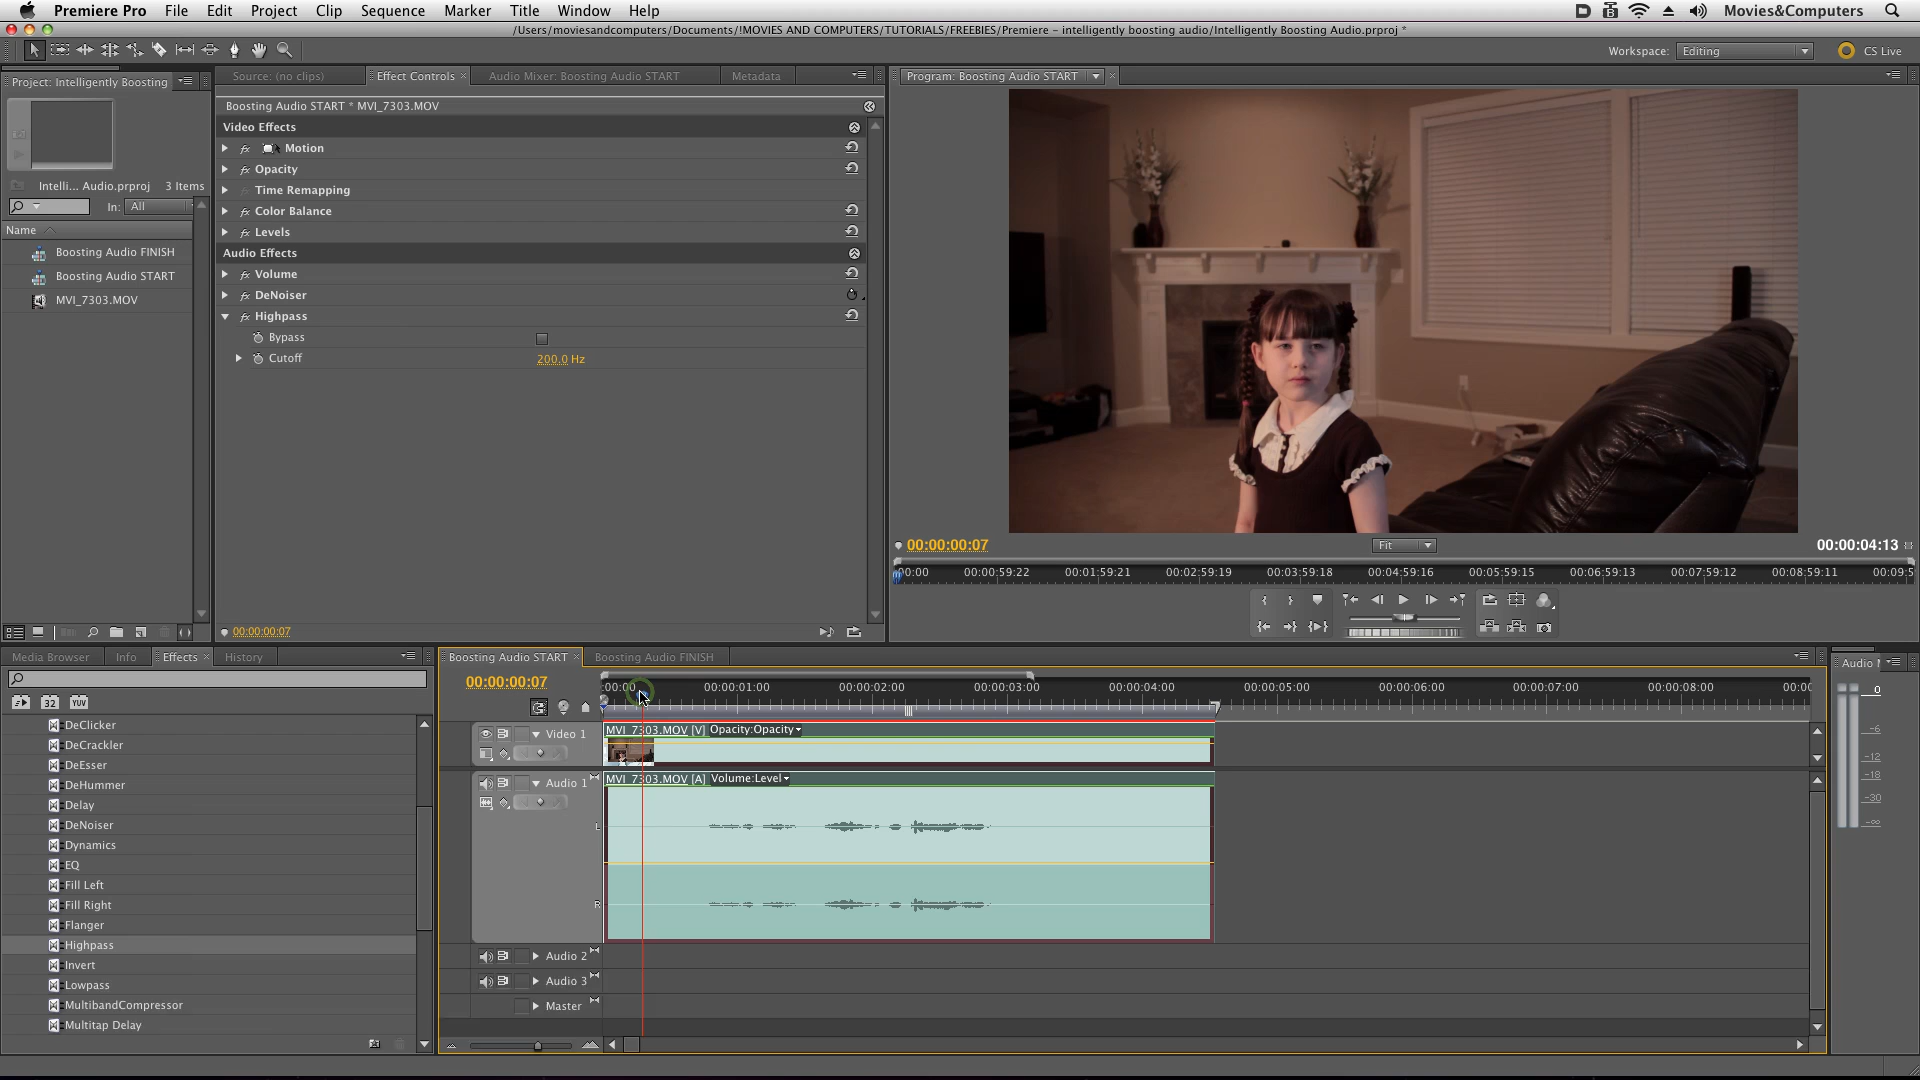 Premiere Pro File Edit Project Clip Sequence Marker Title Window Help Movies&Computers
/Users/moviesandcomputers/Documents/!MOVIES AND COMPUTERS/TUTORIALS/FREEBIES/Premiere - intelligently boosting audio/Intelligently Boosting Audio.prproj *
Workspace: Editing CS Live
Project: Intelligently Boosting
Source: (no clips) Effect Controls × Audio Mixer: Boosting Audio START Metadata
Program: Boosting Audio START ×
Boosting Audio START * MVI_7303.MOV
Video Effects
fx Motion
fx Opacity
Time Remapping
fx Color Balance
fx Levels
Audio Effects
fx Volume
fx DeNoiser
fx Highpass
Bypass
Cutoff 200.0 Hz
00:00:00:07
Intelli... Audio.prproj 3 Items
In: All
Name
Boosting Audio FINISH
Boosting Audio START
MVI_7303.MOV
00:00:00:07 Fit 00:00:04:13
00:00 00:00:59:22 00:01:59:21 00:02:59:19 00:03:59:18 00:04:59:16 00:05:59:15 00:06:59:13 00:07:59:12 00:08:59:11 00:09:5
Media Browser Info Effects × History
32 YUV
DeClicker
DeCrackler
DeEsser
DeHummer
Delay
DeNoiser
Dynamics
EQ
Fill Left
Fill Right
Flanger
Highpass
Invert
Lowpass
MultibandCompressor
Multitap Delay
Boosting Audio START × Boosting Audio FINISH
00:00:00:07
:00:00 00:00:01:00 00:00:02:00 00:00:03:00 00:00:04:00 00:00:05:00 00:00:06:00 00:00:07:00 00:00:08:00 00:00
Video 1
MVI_7303.MOV [V] Opacity:Opacity
Audio 1
MVI_7303.MOV [A] Volume:Level
L
R
Audio 2
Audio 3
Master
Audio
0
-6
-12
-18
-30
-∞